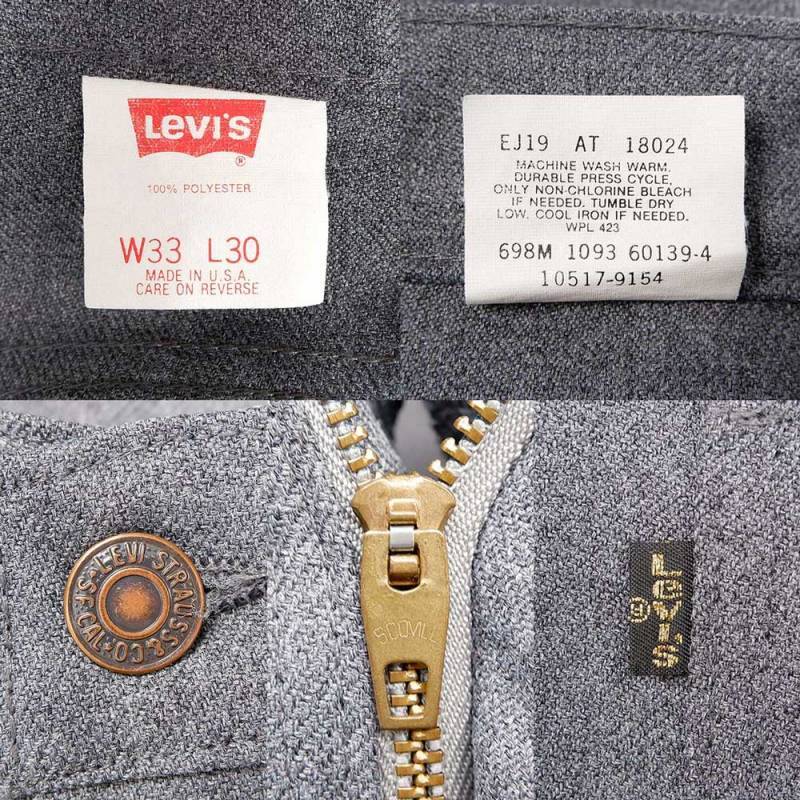 LEVI'S
®
100% POLYESTER
W33 L30
MADE IN U.S.A.
CARE ON REVERSE
EJ19 AT 18024
MACHINE WASH WARM,
DURABLE PRESS CYCLE,
ONLY NON-CHLORINE BLEACH
IF NEEDED. TUMBLE DRY
LOW. COOL IRON IF NEEDED.
WPL 423
698M 1093 60139-4
10517-9154
LEVI STRAUSS & CO S.F. CAL
SCOVILL
LEVI'S
®